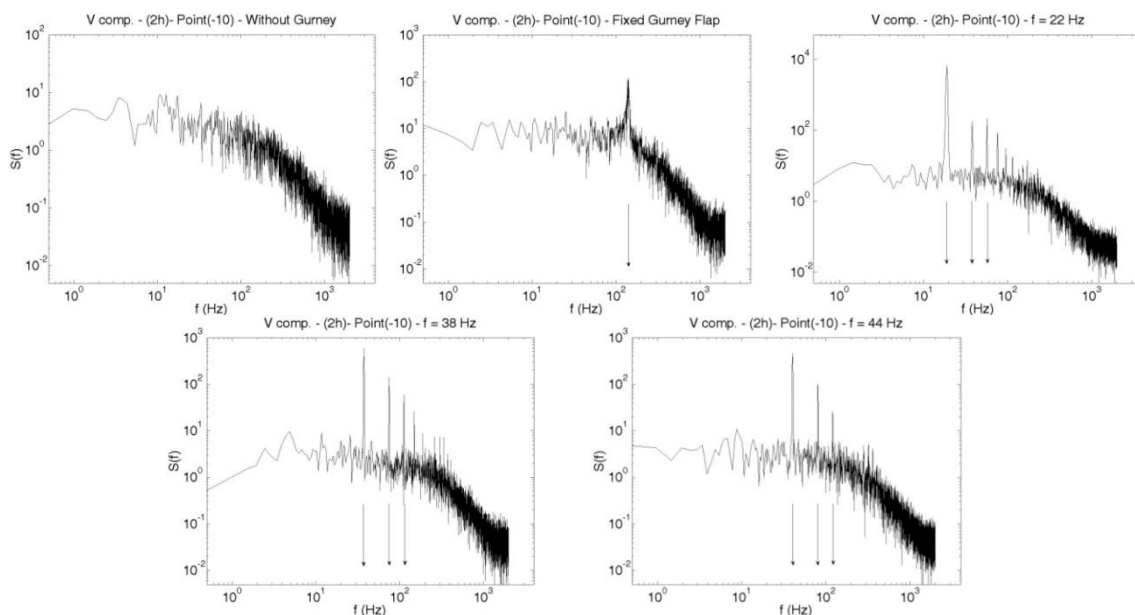 V comp. - (2h)- Point(-10) - Without Gurney
S(f)
10^2
10^1
10^0
10^-1
10^-2
10^0 10^1 10^2 10^3
f (Hz)
V comp. - (2h)- Point(-10) - Fixed Gurney Flap
S(f)
10^3
10^2
10^1
10^0
10^-1
10^-2
10^0 10^1 10^2 10^3
f (Hz)
V comp. - (2h)- Point(-10) - f = 22 Hz
S(f)
10^4
10^2
10^0
10^-2
10^0 10^1 10^2 10^3
f (Hz)
V comp. - (2h)- Point(-10) - f = 38 Hz
S(f)
10^3
10^2
10^1
10^0
10^-1
10^-2
10^0 10^1 10^2 10^3
f (Hz)
V comp. - (2h)- Point(-10) - f = 44 Hz
S(f)
10^3
10^2
10^1
10^0
10^-1
10^-2
10^0 10^1 10^2 10^3
f (Hz)